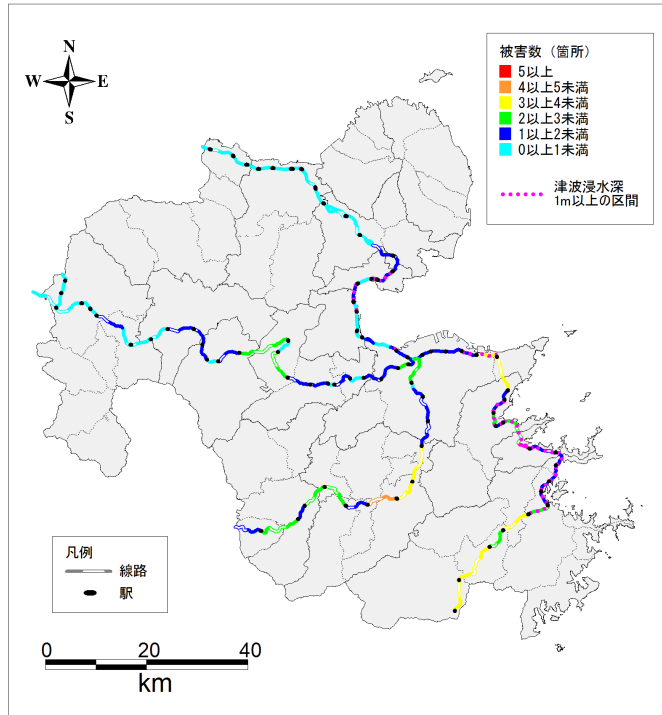 N
W E
S
被害数（箇所）
5以上
4以上5未満
3以上4未満
2以上3未満
1以上2未満
0以上1未満
津波浸水深
1m以上の区間
凡例
線路
駅
0 20 40
km